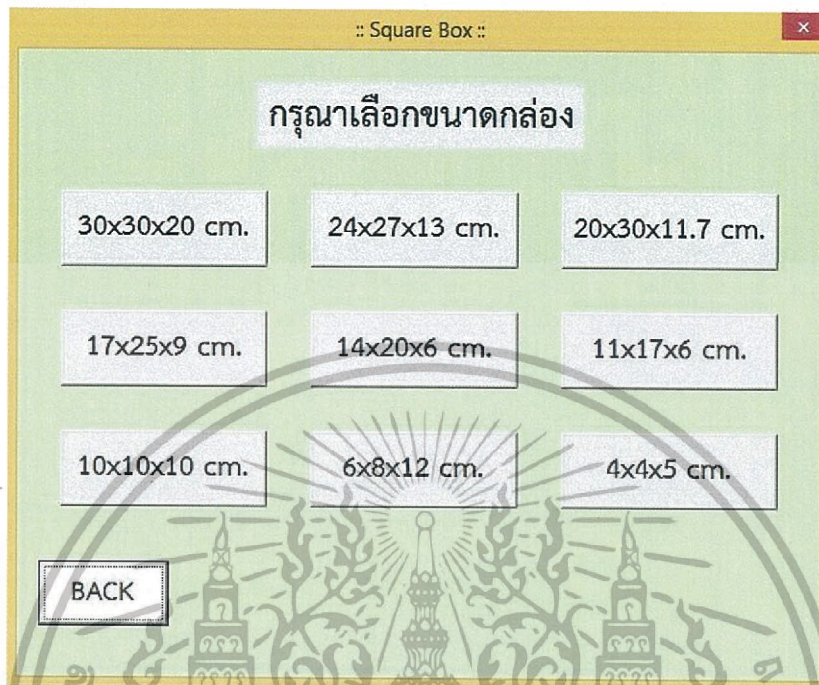 :: Square Box ::
กรุณาเลือกขนาดกล่อง
30x30x20 cm. 24x27x13 cm. 20x30x11.7 cm.
17x25x9 cm. 14x20x6 cm. 11x17x6 cm.
10x10x10 cm. 6x8x12 cm. 4x4x5 cm.
BACK